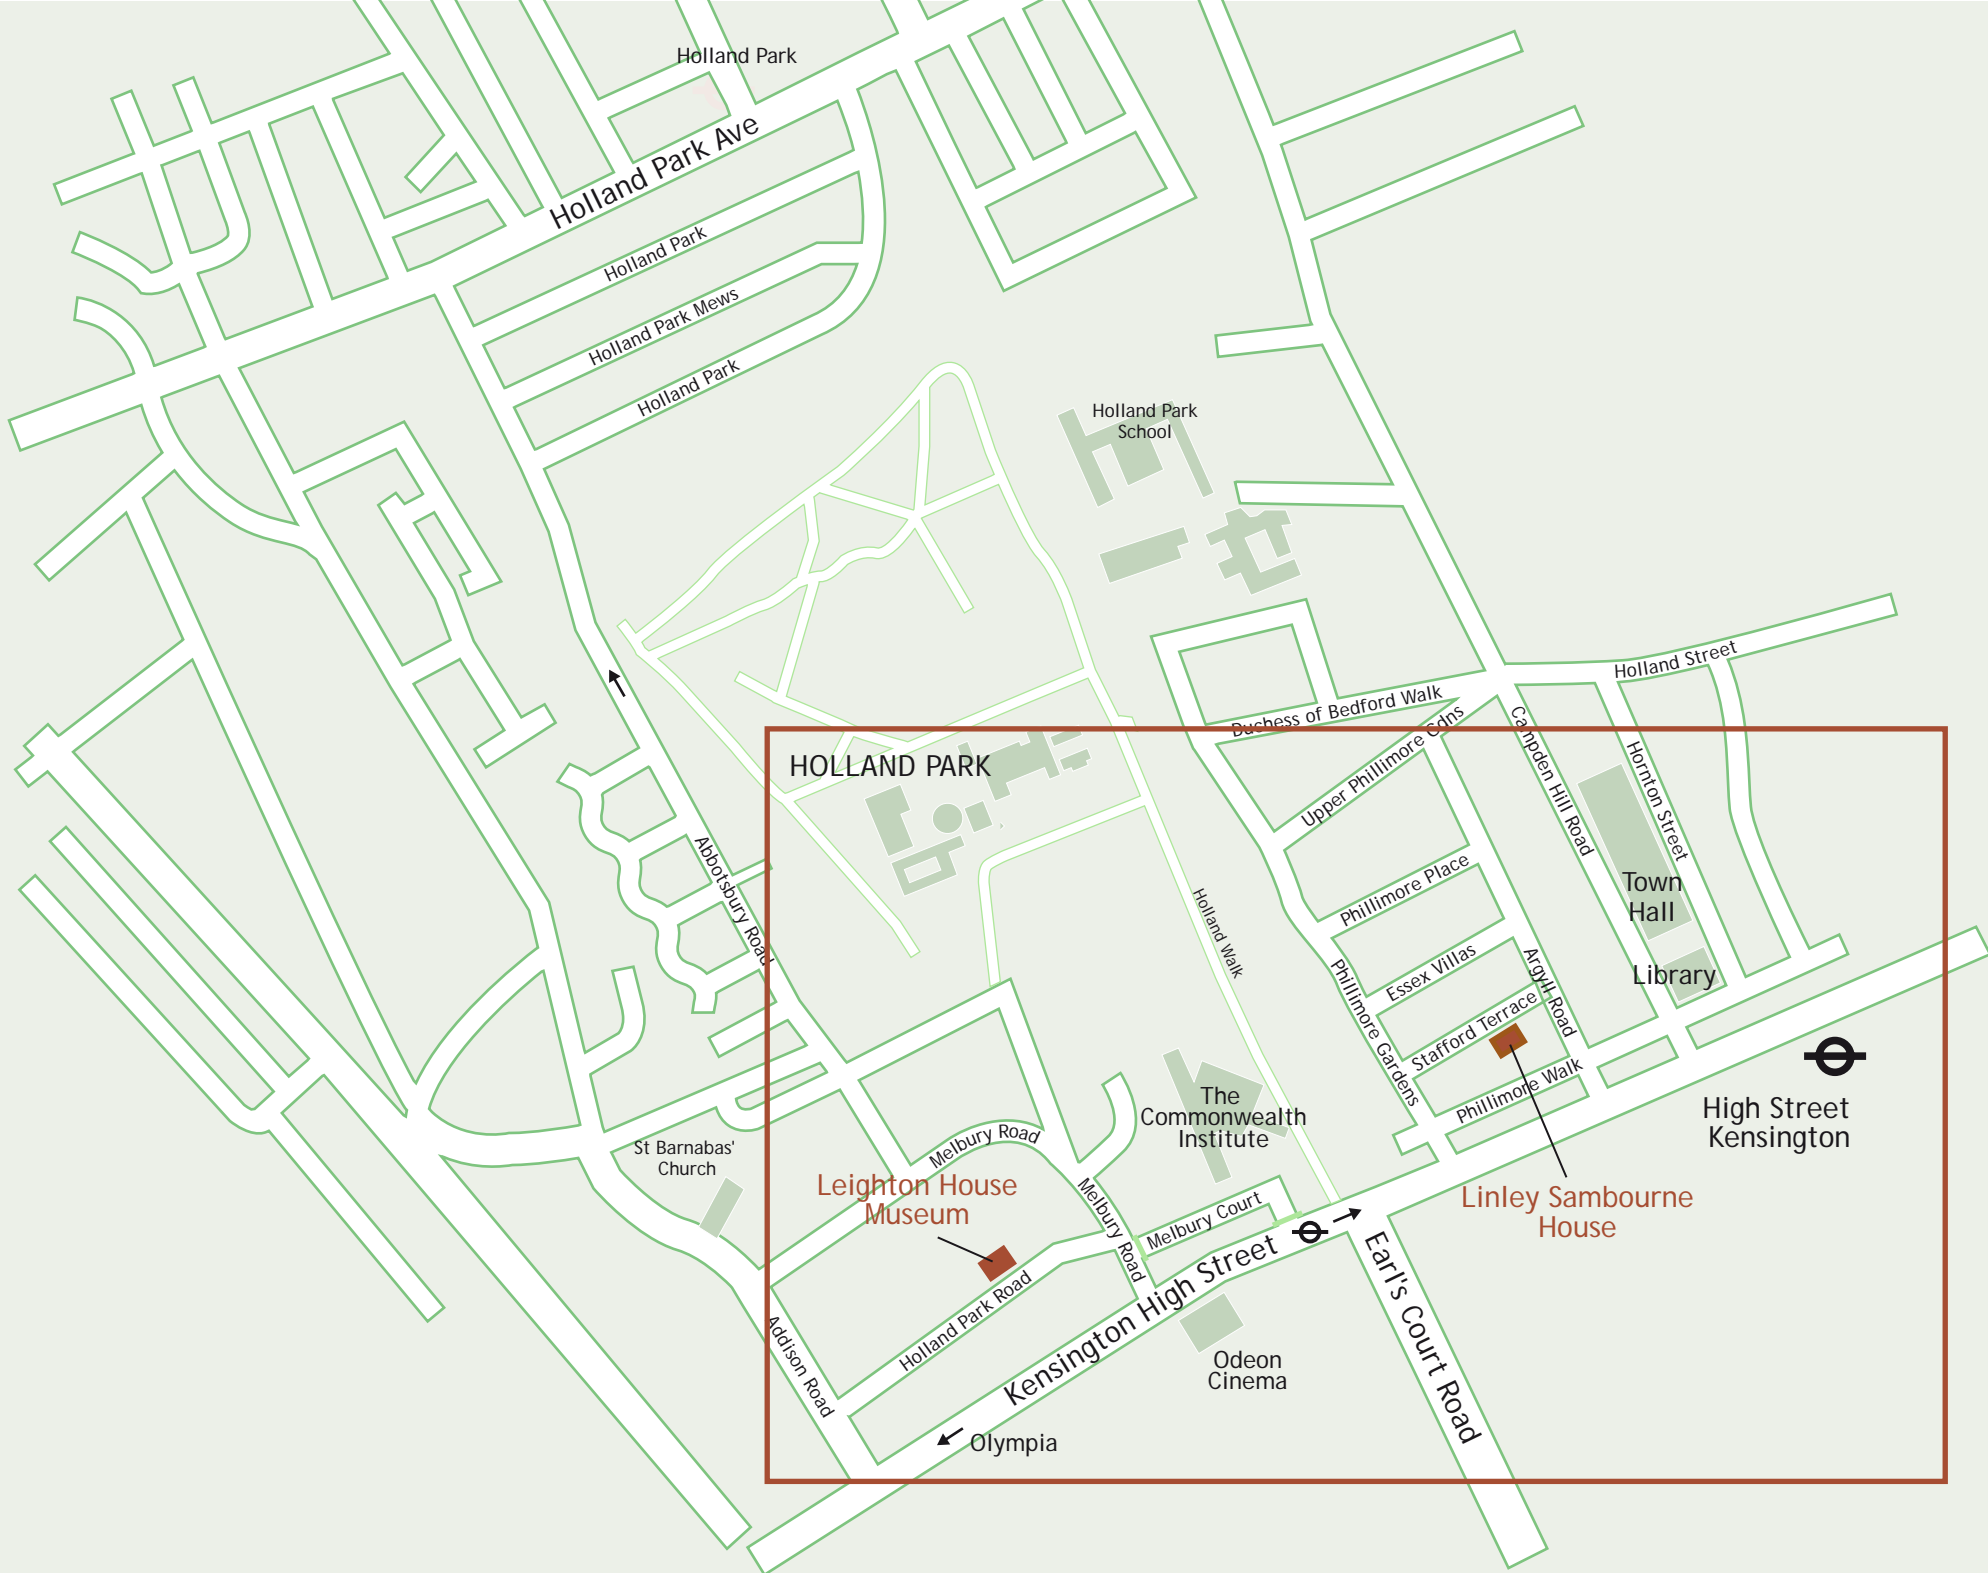 Holland Park
Holland Park Ave
Holland Park
Holland Park Mews
Holland Park
Holland Park
School
Holland Street
Duchess of Bedford Walk
Upper Phillimore Gdns
Campden Hill Road
Hornton Street
HOLLAND PARK
Abbotsbury Road
Holland Walk
Phillimore Place
Town
Hall
Essex Villas
Argyll Road
Library
Phillimore Gardens
Stafford Terrace
Phillimore Walk
High Street
Kensington
The
Commonwealth
Institute
St Barnabas'
Church
Melbury Road
Leighton House
Museum
Melbury Road
Melbury Court
Linley Sambourne
House
Holland Park Road
Kensington High Street
Earl's Court Road
Addison Road
Odeon
Cinema
Olympia